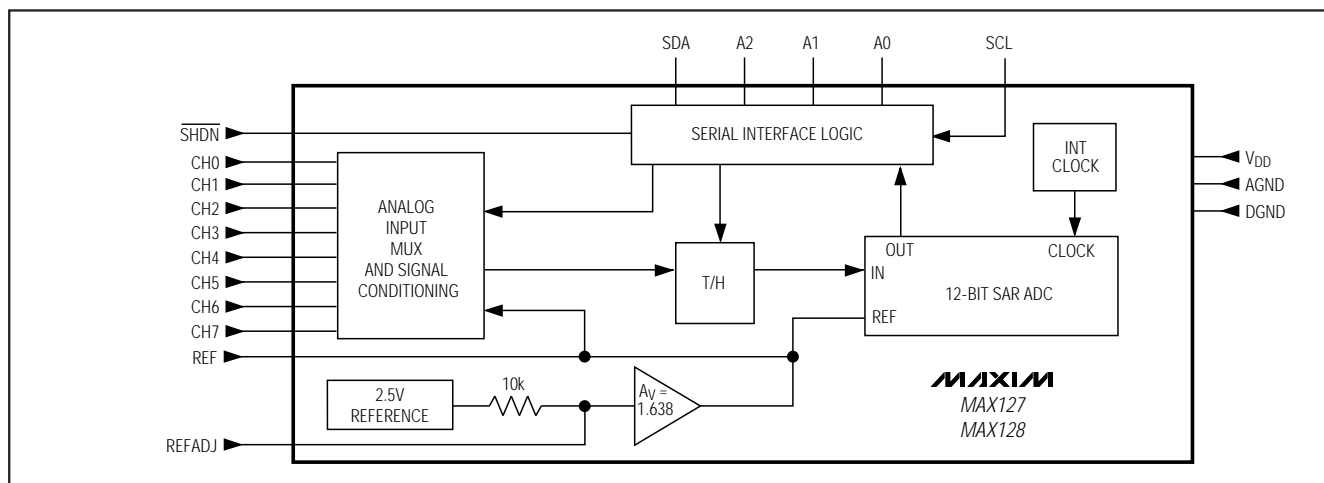 SDA A2 A1 A0 SCL
SHDN
SERIAL INTERFACE LOGIC
INT
CLOCK
CH0
CH1
CH2
CH3
CH4
CH5
CH6
CH7
REF
REFADJ
ANALOG
INPUT
MUX
AND SIGNAL
CONDITIONING
T/H
OUT
CLOCK
IN
12-BIT SAR ADC
REF
VDD
AGND
DGND
2.5V
REFERENCE
10k
AV =
1.638
MAXIM
MAX127
MAX128